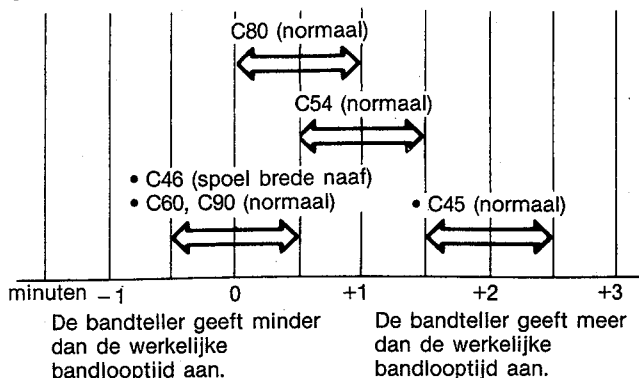 C80 (normaal)
C54 (normaal)
• C46 (spoel brede naaf)
• C60, C90 (normaal)
• C45 (normaal)
minuten –1 0 +1 +2 +3
De bandteller geeft minder
dan de werkelijke
bandlooptijd aan.
De bandteller geeft meer
dan de werkelijke
bandlooptijd aan.